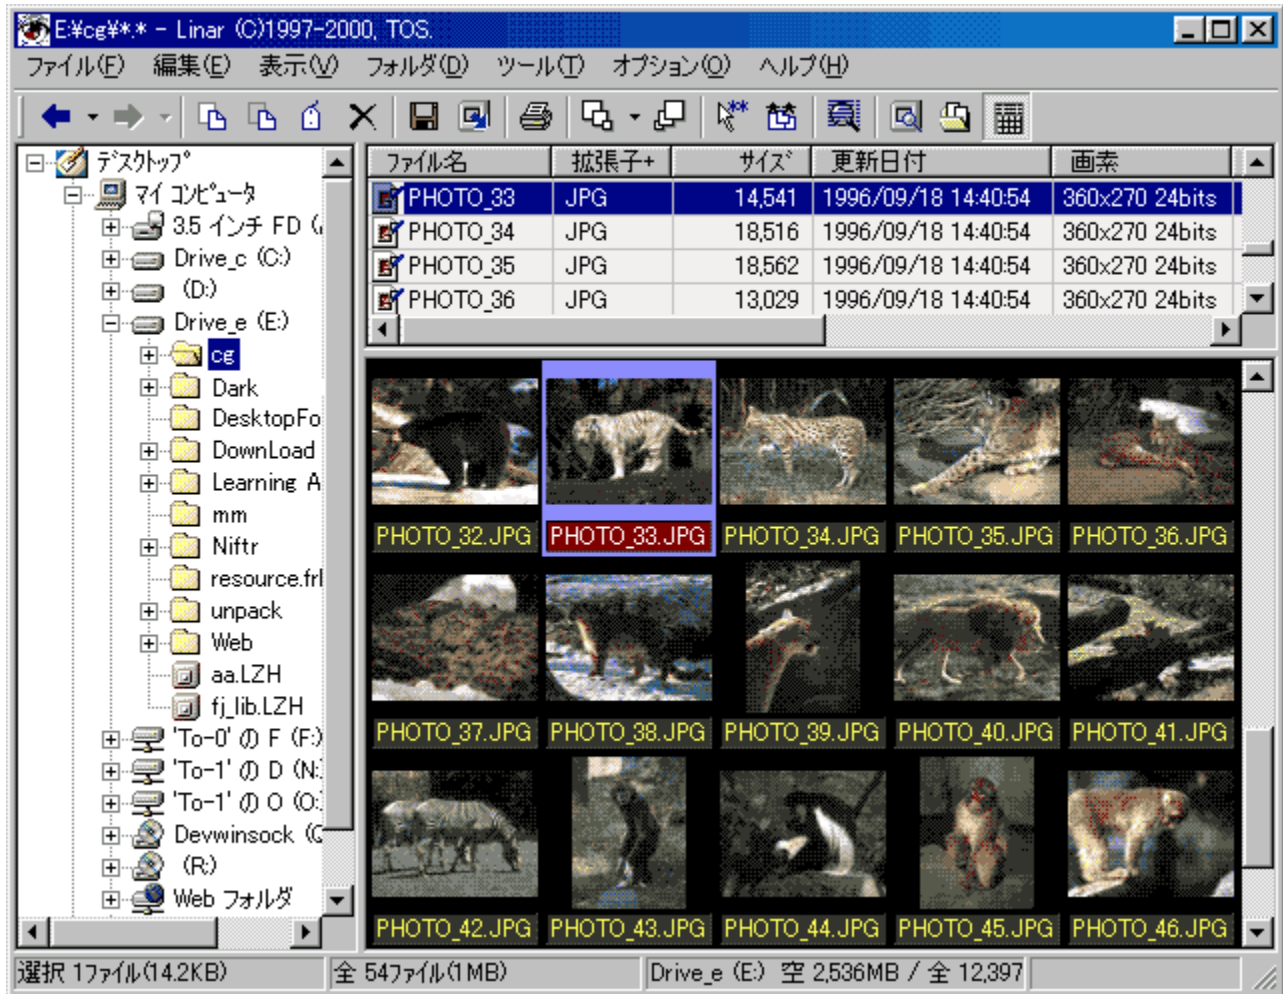 E:¥cg¥*.* - Linar (C)1997-2000, TOS.
ファイル(F) 編集(E) 表示(V) フォルダ(D) ツール(T) オプション(O) ヘルプ(H)
デスクトップ
マイ コンピュータ
3.5 インチ FD
Drive_c (C:)
(D:)
Drive_e (E:)
cg
Dark
DesktopFo
DownLoad
Learning A
mm
Niftr
resource.frl
unpack
Web
aa.LZH
fj_lib.LZH
'To-0' の F (F:)
'To-1' の D (N:
'To-1' の O (O:
Devwinsock (Q
(R:)
Web フォルダ
ファイル名 拡張子+ サイズ 更新日付 画素
PHOTO_33 JPG 14,541 1996/09/18 14:40:54 360x270 24bits
PHOTO_34 JPG 18,516 1996/09/18 14:40:54 360x270 24bits
PHOTO_35 JPG 18,562 1996/09/18 14:40:54 360x270 24bits
PHOTO_36 JPG 13,029 1996/09/18 14:40:54 360x270 24bits
PHOTO_32.JPG PHOTO_33.JPG PHOTO_34.JPG PHOTO_35.JPG PHOTO_36.JPG
PHOTO_37.JPG PHOTO_38.JPG PHOTO_39.JPG PHOTO_40.JPG PHOTO_41.JPG
PHOTO_42.JPG PHOTO_43.JPG PHOTO_44.JPG PHOTO_45.JPG PHOTO_46.JPG
選択 1ファイル(14.2KB) 全 54ファイル(1MB) Drive_e (E:) 空 2,536MB / 全 12,397